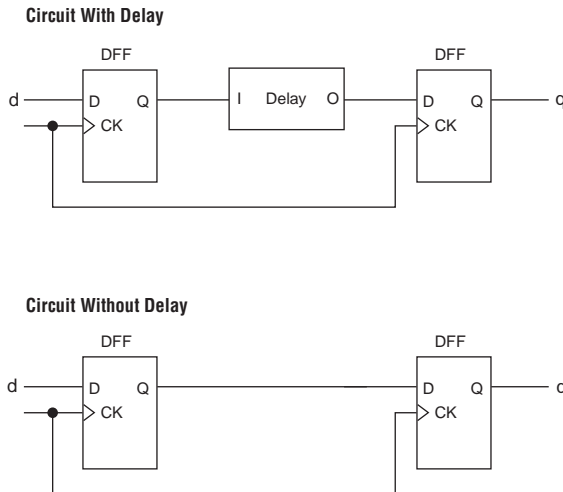 Circuit With Delay
DFF DFF
d D Q I Delay O D Q q
CK CK
Circuit Without Delay
DFF DFF
d D Q D Q
CK CK